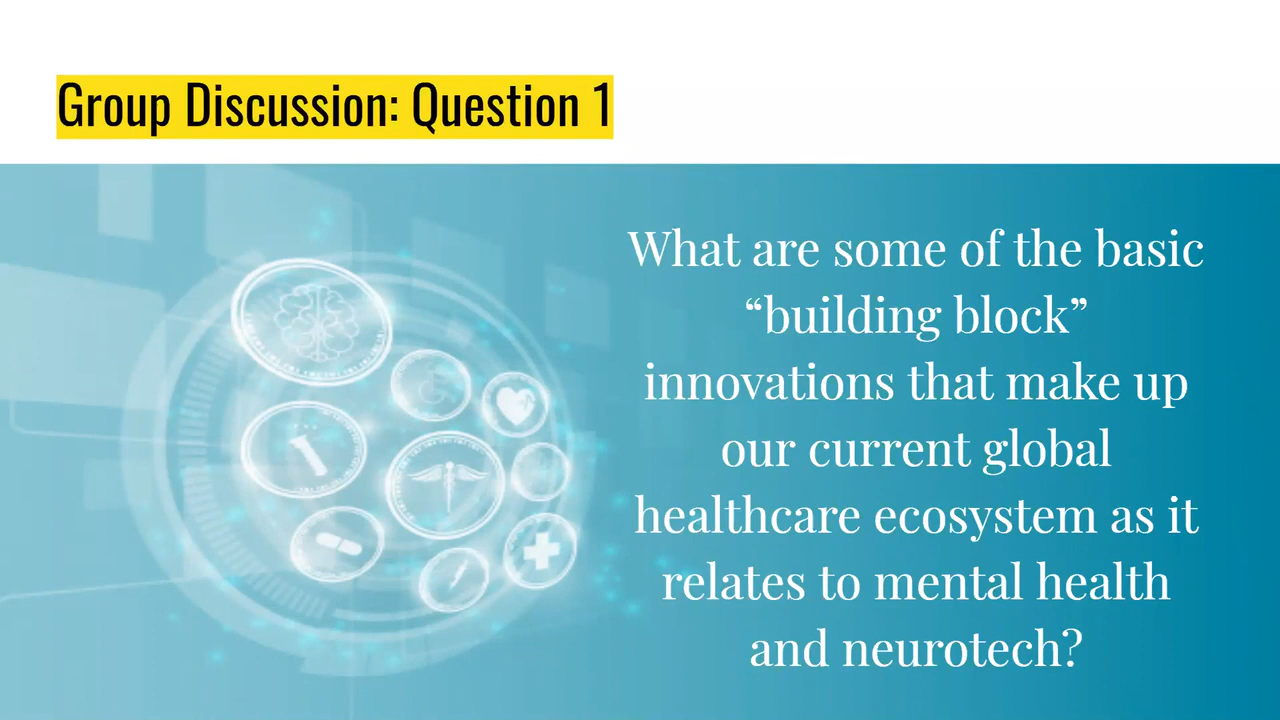 Group Discussion: Question 1
What are some of the basic
“building block”
innovations that make up
our current global
healthcare ecosystem as it
relates to mental health
and neurotech?